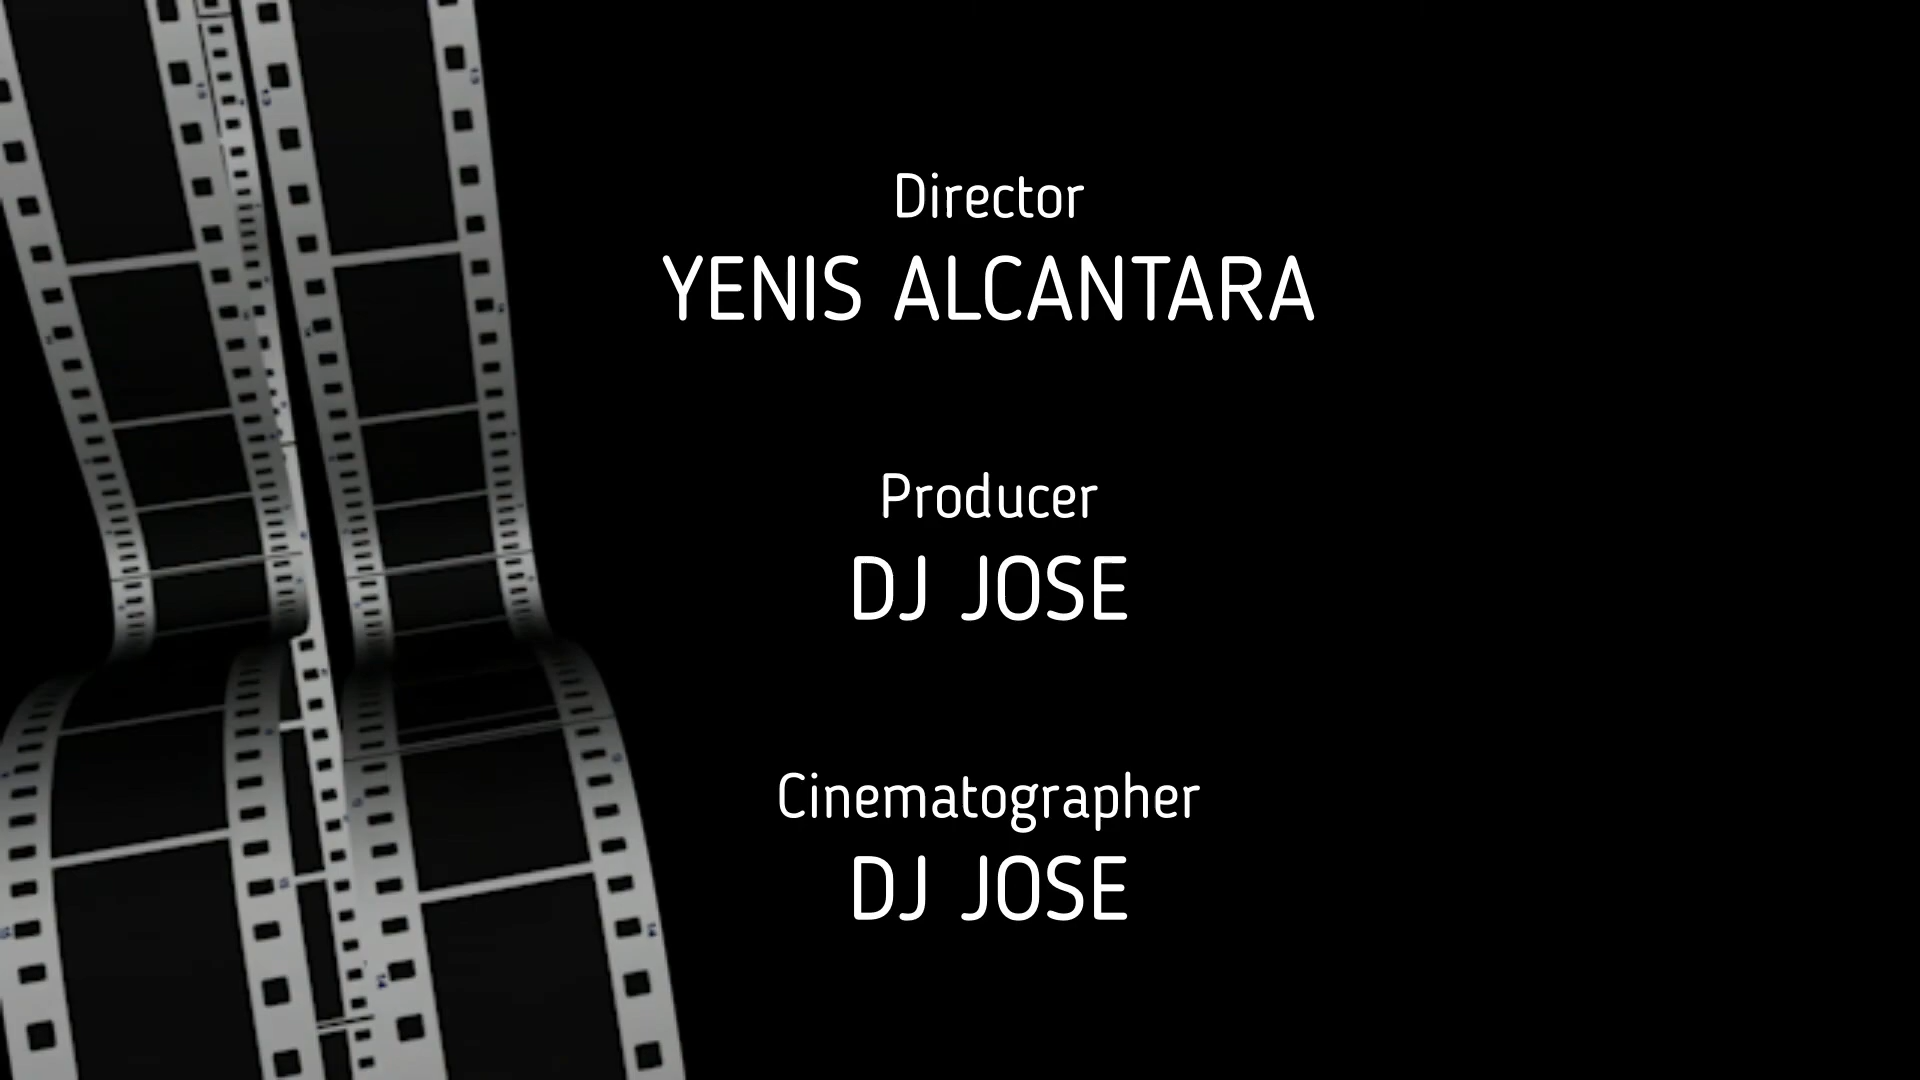 Director
YENIS ALCANTARA
Producer
DJ JOSE
Cinematographer
DJ JOSE